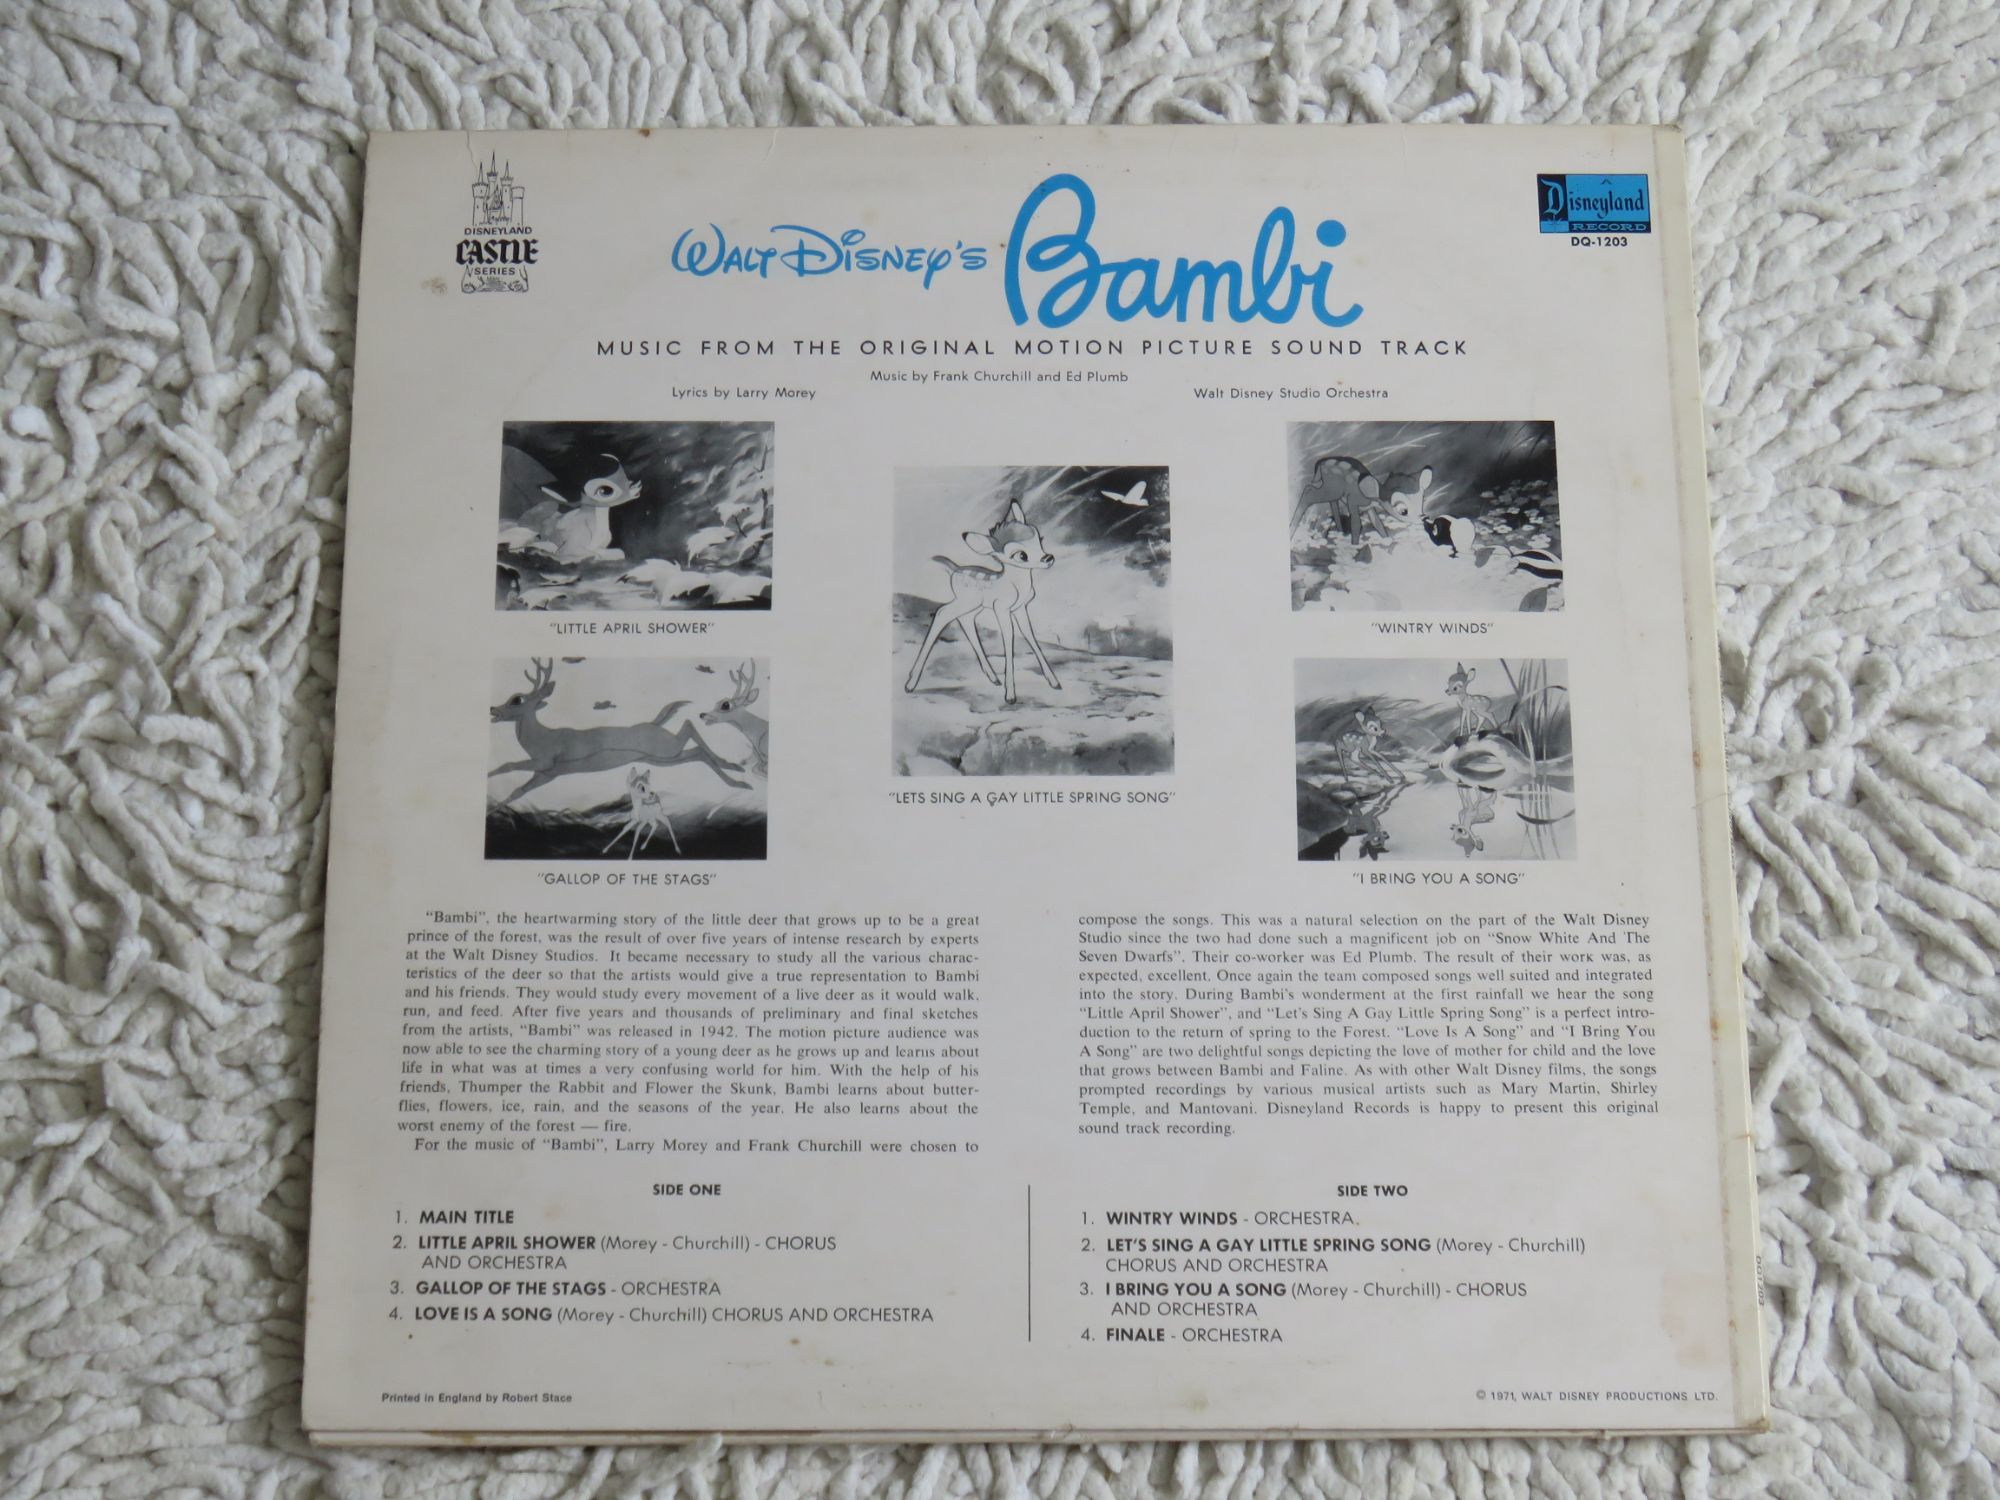 DISNEYLAND
CASTLE
SERIES
WALT DISNEY'S Bambi
Disneyland
RECORD
DQ-1203
MUSIC FROM THE ORIGINAL MOTION PICTURE SOUND TRACK
Music by Frank Churchill and Ed Plumb
Lyrics by Larry Morey
Walt Disney Studio Orchestra
"LITTLE APRIL SHOWER"
"WINTRY WINDS"
"LETS SING A GAY LITTLE SPRING SONG"
"GALLOP OF THE STAGS"
"I BRING YOU A SONG"
"Bambi", the heartwarming story of the little deer that grows up to be a great
prince of the forest, was the result of over five years of intense research by experts
at the Walt Disney Studios. It became necessary to study all the various charac-
teristics of the deer so that the artists would give a true representation to Bambi
and his friends. They would study every movement of a live deer as it would walk,
run, and feed. After five years and thousands of preliminary and final sketches
from the artists, "Bambi" was released in 1942. The motion picture audience was
now able to see the charming story of a young deer as he grows up and learns about
life in what was at times a very confusing world for him. With the help of his
friends, Thumper the Rabbit and Flower the Skunk, Bambi learns about butter-
flies, flowers, ice, rain, and the seasons of the year. He also learns about the
worst enemy of the forest — fire.
For the music of "Bambi", Larry Morey and Frank Churchill were chosen to
compose the songs. This was a natural selection on the part of the Walt Disney
Studio since the two had done such a magnificent job on "Snow White And The
Seven Dwarfs". Their co-worker was Ed Plumb. The result of their work was, as
expected, excellent. Once again the team composed songs well suited and integrated
into the story. During Bambi's wonderment at the first rainfall we hear the song
"Little April Shower", and "Let's Sing A Gay Little Spring Song" is a perfect intro-
duction to the return of spring to the Forest. "Love Is A Song" and "I Bring You
A Song" are two delightful songs depicting the love of mother for child and the love
that grows between Bambi and Faline. As with other Walt Disney films, the songs
prompted recordings by various musical artists such as Mary Martin, Shirley
Temple, and Mantovani. Disneyland Records is happy to present this original
sound track recording.
SIDE ONE
1. MAIN TITLE
2. LITTLE APRIL SHOWER (Morey - Churchill) - CHORUS
AND ORCHESTRA
3. GALLOP OF THE STAGS - ORCHESTRA
4. LOVE IS A SONG (Morey - Churchill) CHORUS AND ORCHESTRA
SIDE TWO
1. WINTRY WINDS - ORCHESTRA.
2. LET'S SING A GAY LITTLE SPRING SONG (Morey - Churchill)
CHORUS AND ORCHESTRA
3. I BRING YOU A SONG (Morey - Churchill) - CHORUS
AND ORCHESTRA
4. FINALE - ORCHESTRA
Printed in England by Robert Stace
© 1971, WALT DISNEY PRODUCTIONS LTD.
DQ1203